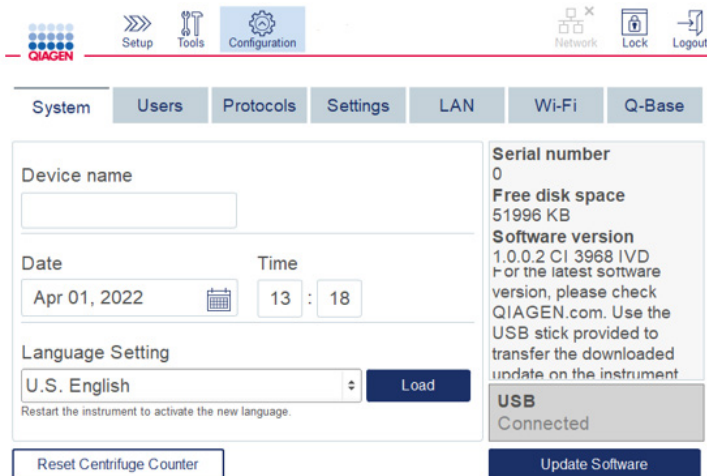 QIAGEN
Setup
Tools
Configuration
Network
Lock
Logout
System
Users
Protocols
Settings
LAN
Wi-Fi
Q-Base
Device name
Date
Time
Apr 01, 2022
13 : 18
Language Setting
U.S. English
Load
Restart the instrument to activate the new language.
Reset Centrifuge Counter
Serial number
0
Free disk space
51996 KB
Software version
1.0.0.2 CI 3968 IVD
For the latest software
version, please check
QIAGEN.com. Use the
USB stick provided to
transfer the downloaded
update on the instrument
USB
Connected
Update Software